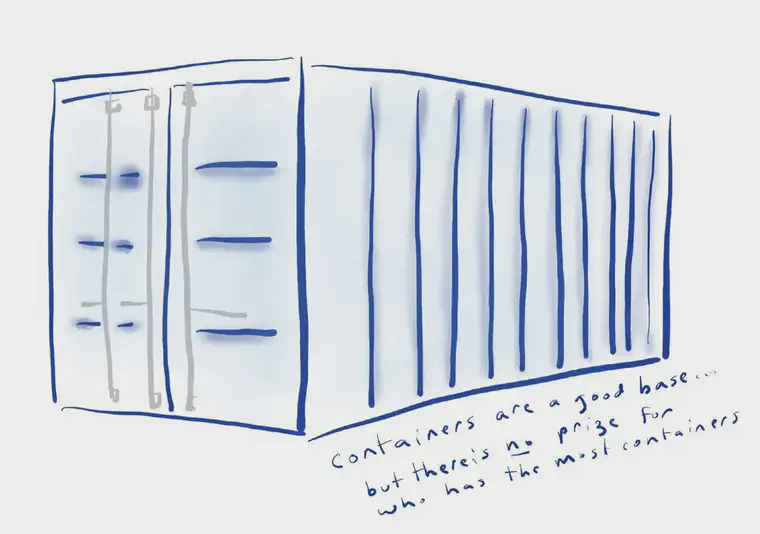 containers are a good base...
but thereis no prize for
who has the most containers